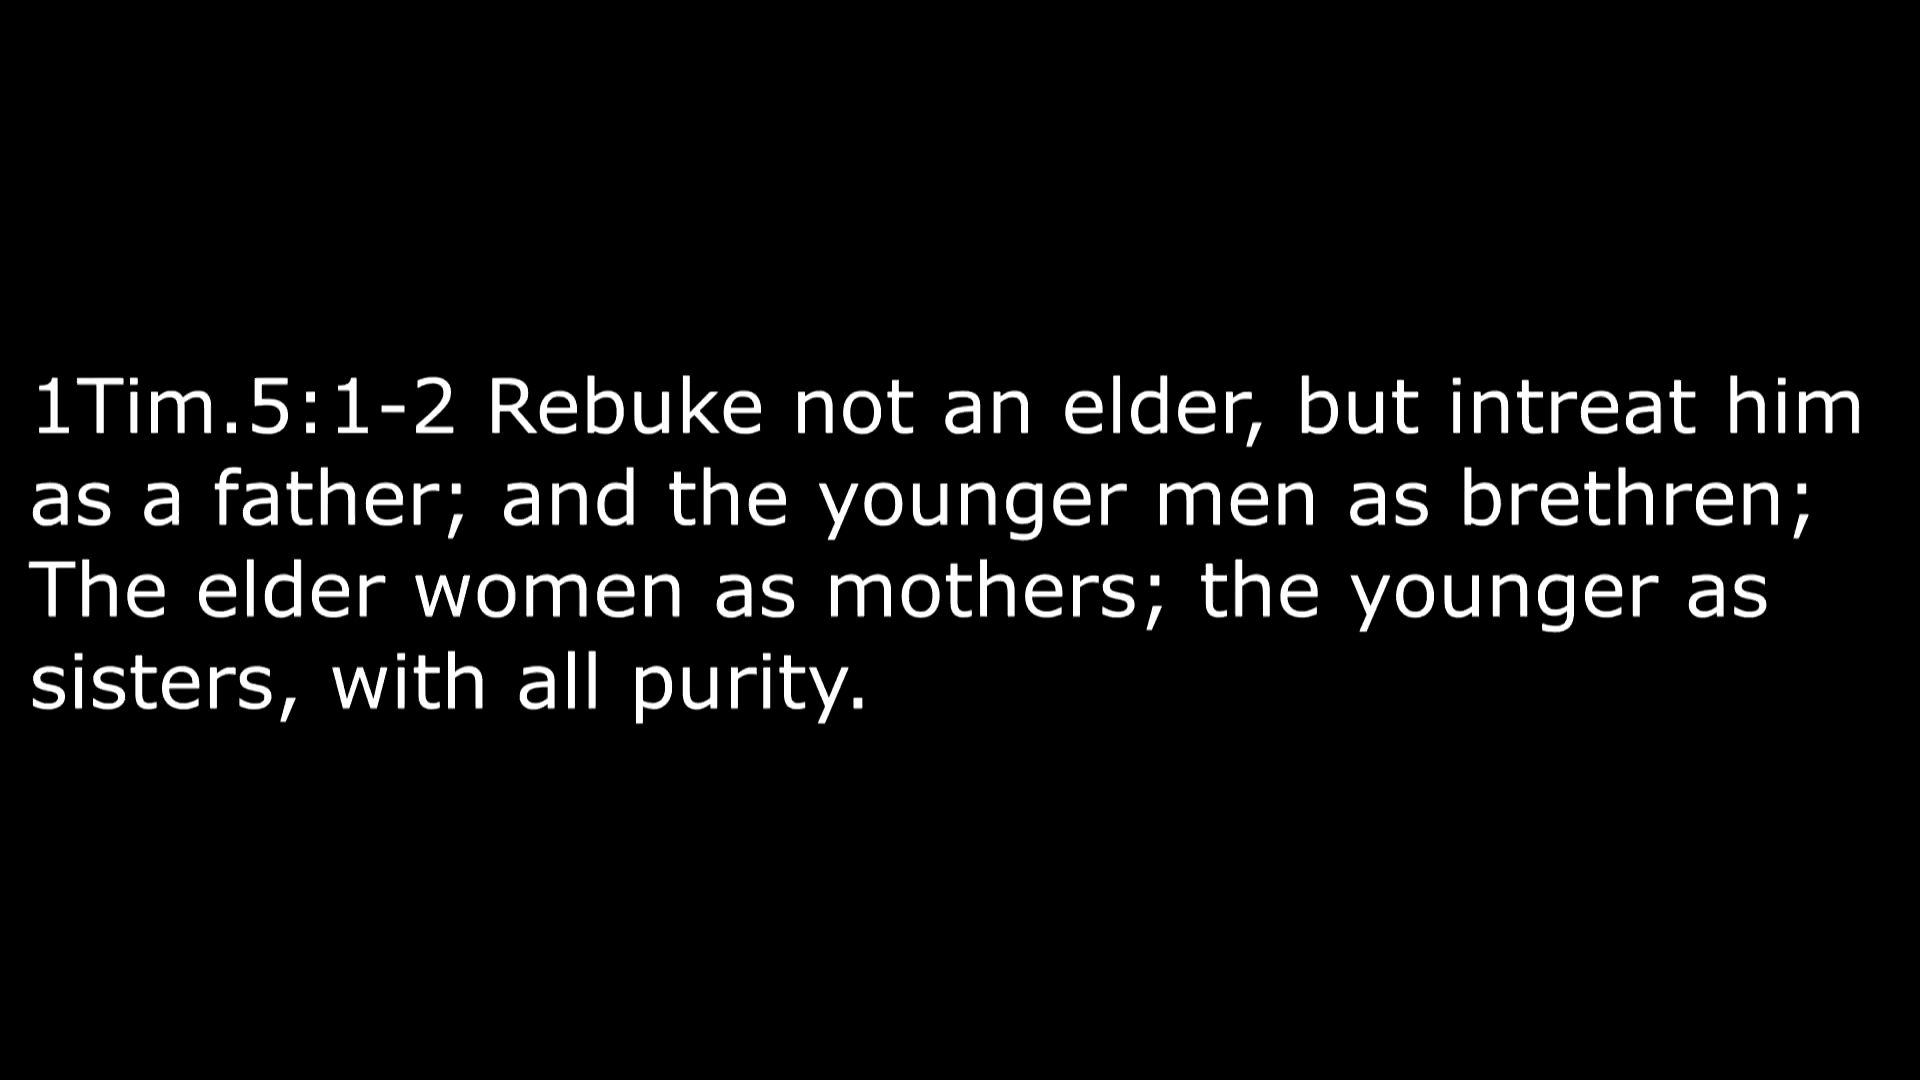 1Tim.5:1-2 Rebuke not an elder, but intreat him
as a father; and the younger men as brethren;
The elder women as mothers; the younger as
sisters, with all purity.